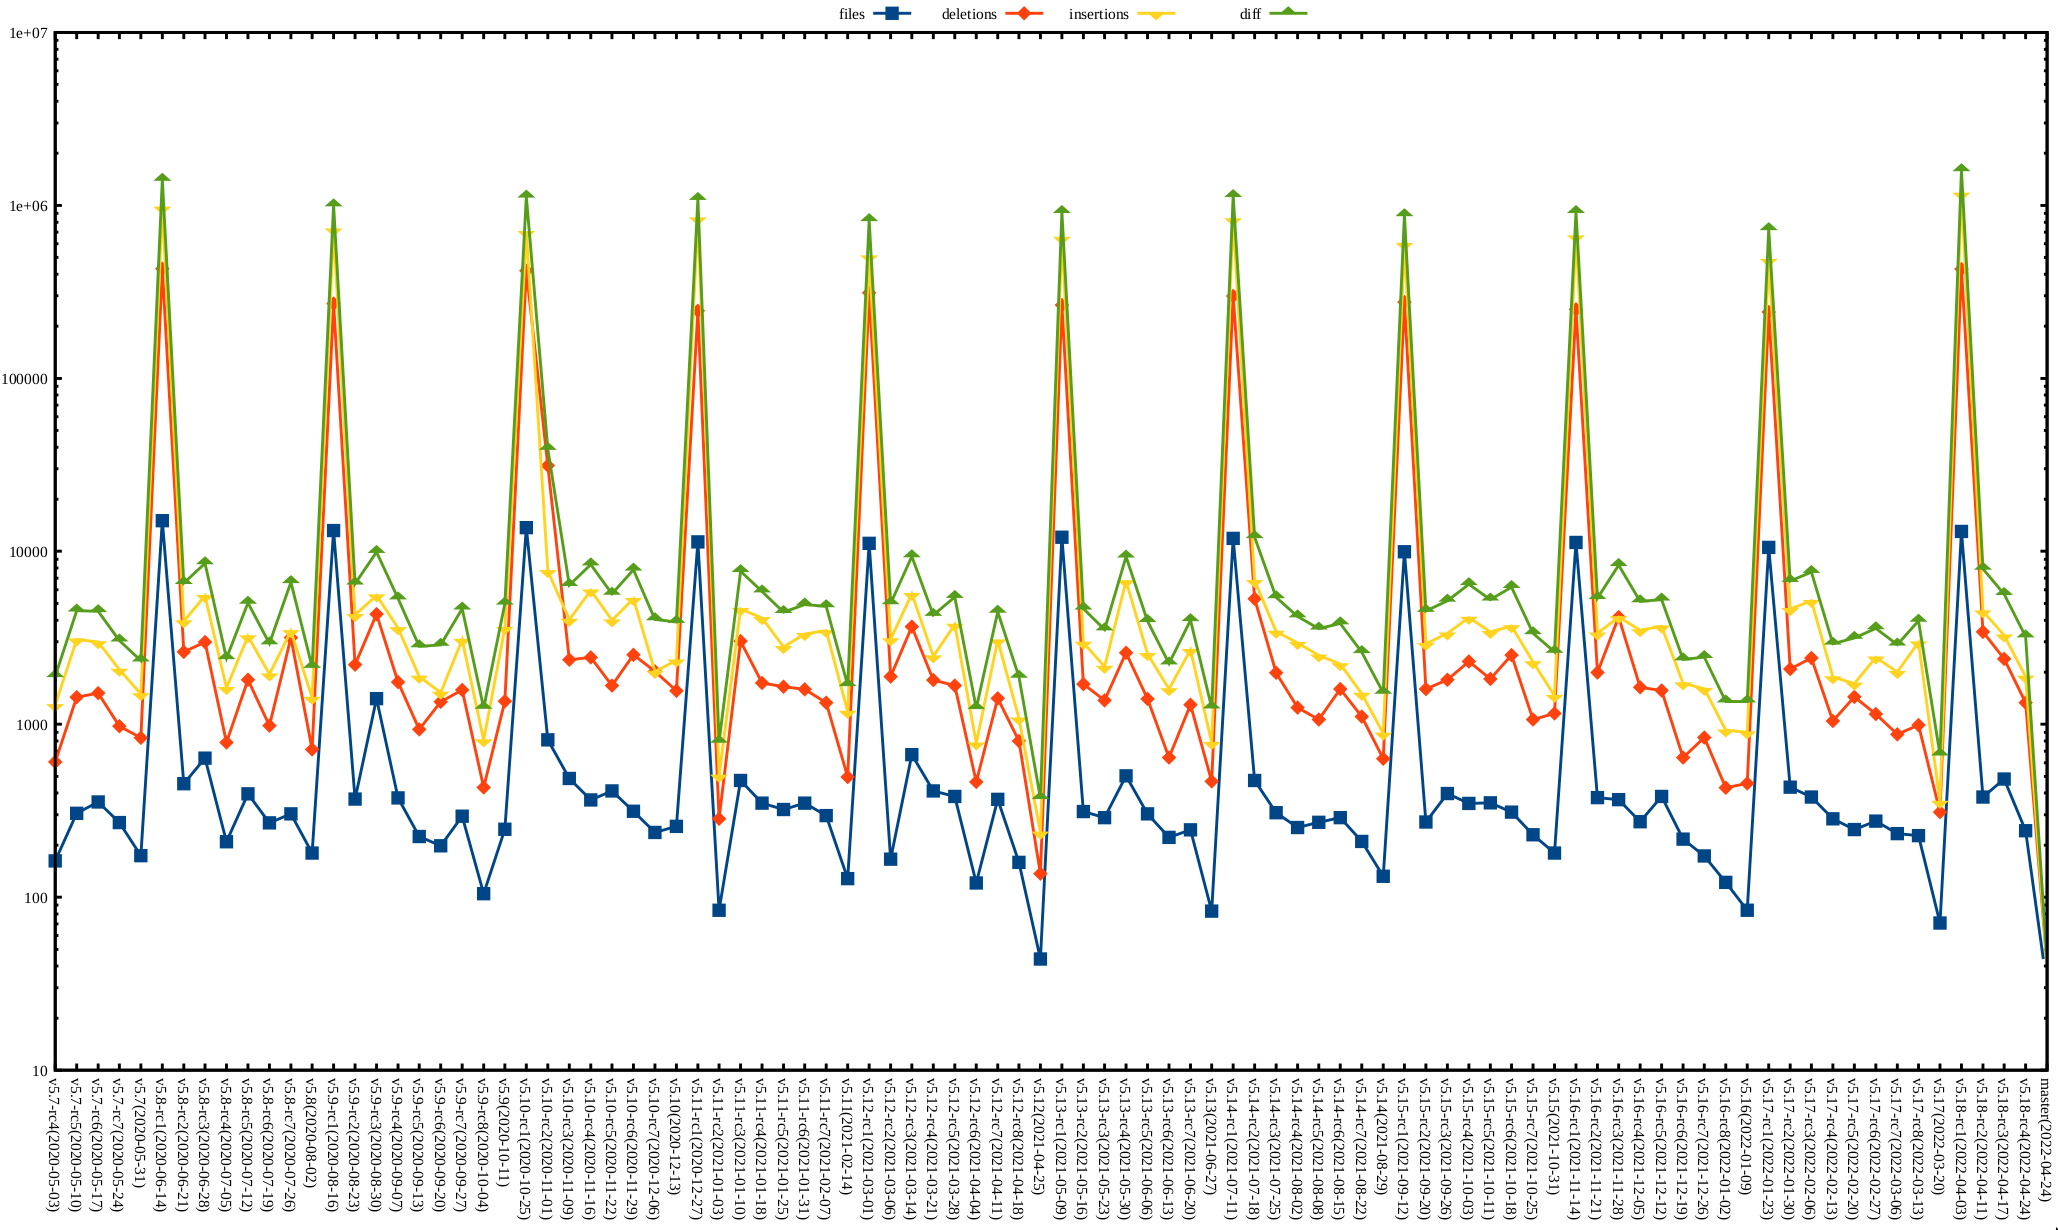 files deletions insertions diff
1e+07
1e+06
100000
10000
1000
100
10
v5.7-rc4(2020-05-03)
v5.7-rc5(2020-05-10)
v5.7-rc6(2020-05-17)
v5.7-rc7(2020-05-24)
v5.7(2020-05-31)
v5.8-rc1(2020-06-14)
v5.8-rc2(2020-06-21)
v5.8-rc3(2020-06-28)
v5.8-rc4(2020-07-05)
v5.8-rc5(2020-07-12)
v5.8-rc6(2020-07-19)
v5.8-rc7(2020-07-26)
v5.8(2020-08-02)
v5.9-rc1(2020-08-16)
v5.9-rc2(2020-08-23)
v5.9-rc3(2020-08-30)
v5.9-rc4(2020-09-07)
v5.9-rc5(2020-09-13)
v5.9-rc6(2020-09-20)
v5.9-rc7(2020-09-27)
v5.9-rc8(2020-10-04)
v5.9(2020-10-11)
v5.10-rc1(2020-10-25)
v5.10-rc2(2020-11-01)
v5.10-rc3(2020-11-09)
v5.10-rc4(2020-11-16)
v5.10-rc5(2020-11-22)
v5.10-rc6(2020-11-29)
v5.10-rc7(2020-12-06)
v5.10(2020-12-13)
v5.11-rc1(2020-12-27)
v5.11-rc2(2021-01-03)
v5.11-rc3(2021-01-10)
v5.11-rc4(2021-01-18)
v5.11-rc5(2021-01-25)
v5.11-rc6(2021-01-31)
v5.11-rc7(2021-02-07)
v5.11(2021-02-14)
v5.12-rc1(2021-03-01)
v5.12-rc2(2021-03-06)
v5.12-rc3(2021-03-14)
v5.12-rc4(2021-03-21)
v5.12-rc5(2021-03-28)
v5.12-rc6(2021-04-04)
v5.12-rc7(2021-04-11)
v5.12-rc8(2021-04-18)
v5.12(2021-04-25)
v5.13-rc1(2021-05-09)
v5.13-rc2(2021-05-16)
v5.13-rc3(2021-05-23)
v5.13-rc4(2021-05-30)
v5.13-rc5(2021-06-06)
v5.13-rc6(2021-06-13)
v5.13-rc7(2021-06-20)
v5.13(2021-06-27)
v5.14-rc1(2021-07-11)
v5.14-rc2(2021-07-18)
v5.14-rc3(2021-07-25)
v5.14-rc4(2021-08-02)
v5.14-rc5(2021-08-08)
v5.14-rc6(2021-08-15)
v5.14-rc7(2021-08-22)
v5.14(2021-08-29)
v5.15-rc1(2021-09-12)
v5.15-rc2(2021-09-20)
v5.15-rc3(2021-09-26)
v5.15-rc4(2021-10-03)
v5.15-rc5(2021-10-11)
v5.15-rc6(2021-10-18)
v5.15-rc7(2021-10-25)
v5.15(2021-10-31)
v5.16-rc1(2021-11-14)
v5.16-rc2(2021-11-21)
v5.16-rc3(2021-11-28)
v5.16-rc4(2021-12-05)
v5.16-rc5(2021-12-12)
v5.16-rc6(2021-12-19)
v5.16-rc7(2021-12-26)
v5.16-rc8(2022-01-02)
v5.16(2022-01-09)
v5.17-rc1(2022-01-23)
v5.17-rc2(2022-01-30)
v5.17-rc3(2022-02-06)
v5.17-rc4(2022-02-13)
v5.17-rc5(2022-02-20)
v5.17-rc6(2022-02-27)
v5.17-rc7(2022-03-06)
v5.17-rc8(2022-03-13)
v5.17(2022-03-20)
v5.18-rc1(2022-04-03)
v5.18-rc2(2022-04-11)
v5.18-rc3(2022-04-17)
v5.18-rc4(2022-04-24)
master(2022-04-24)